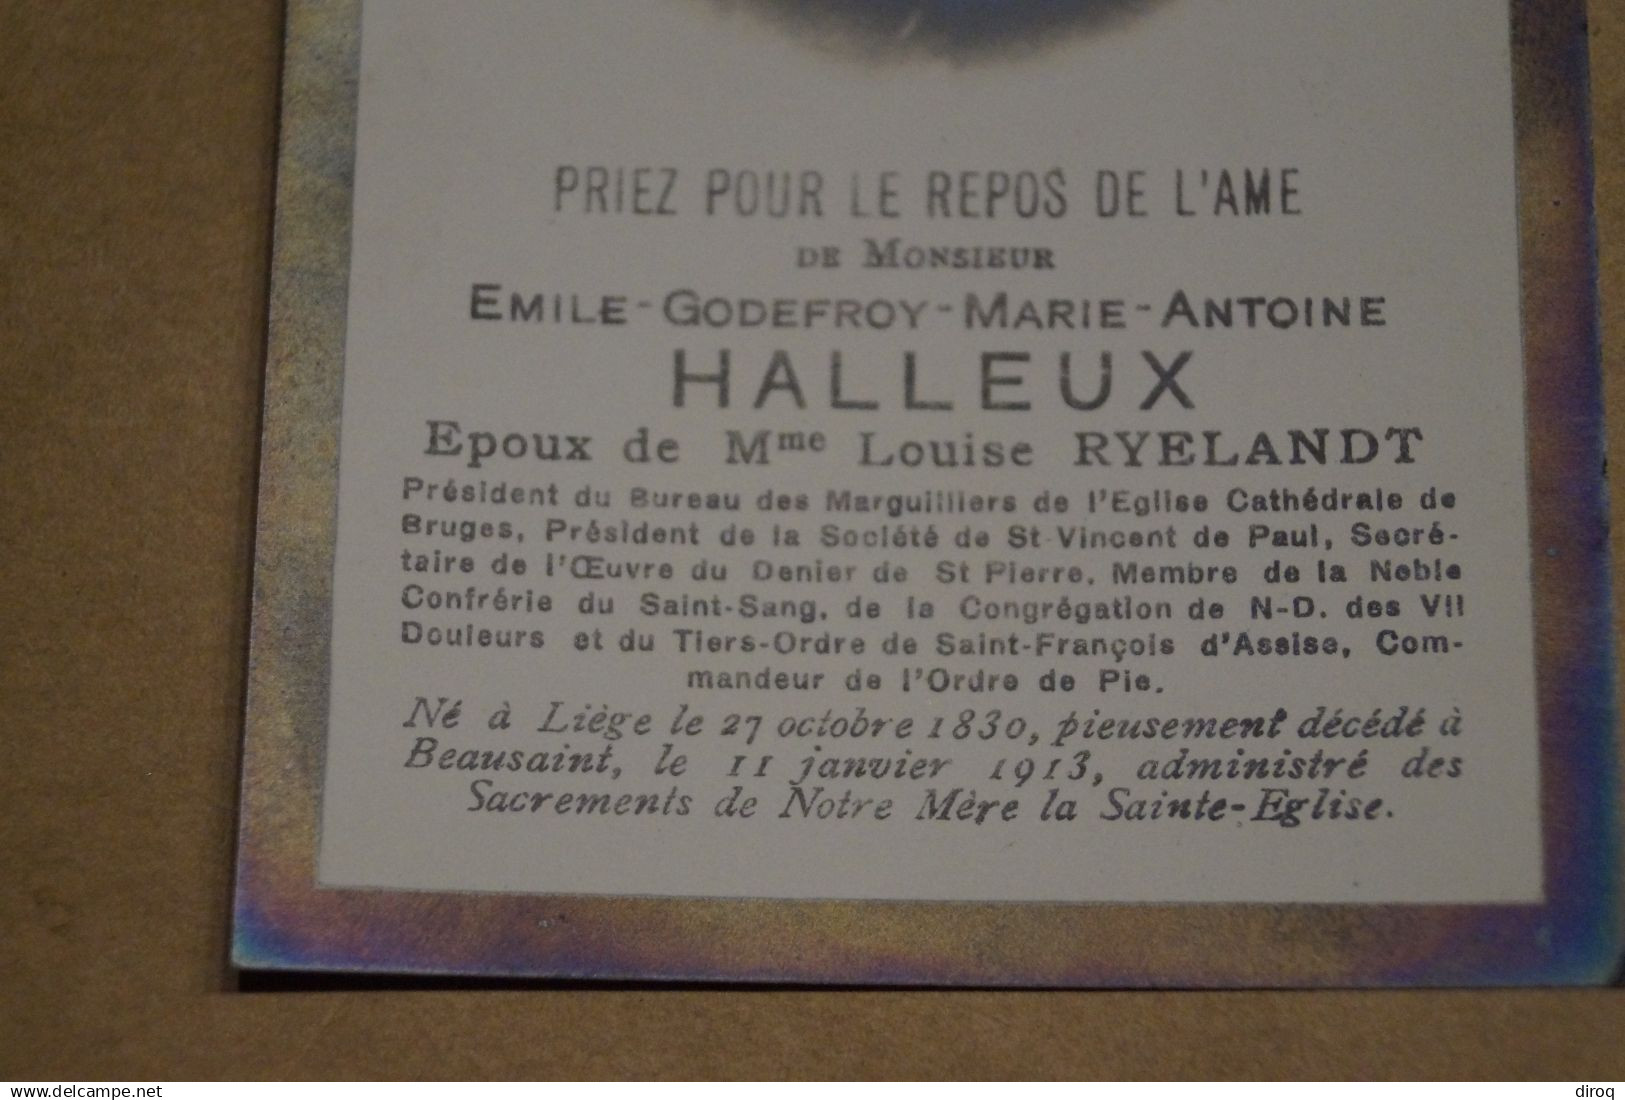 PRIEZ POUR LE REPOS DE L'AME
DE MONSIEUR
EMILE-GODEFROY-MARIE-ANTOINE
HALLEUX
Epoux de Mme Louise RYELANDT
Président du Bureau des Marguilliers de l'Eglise Cathédrale de
Bruges, Président de la Société de St-Vincent de Paul, Secré-
taire de l'Œuvre du Denier de St Pierre, Membre de la Noble
Confrérie du Saint-Sang, de la Congrégation de N-D. des VII
Douleurs et du Tiers-Ordre de Saint-François d'Assise, Com-
mandeur de l'Ordre de Pie.
Né à Liége le 27 octobre 1830, pieusement décédé à
Beausaint, le 11 janvier 1913, administré des
Sacrements de Notre Mère la Sainte-Eglise.
www.delcampe.net
diroq